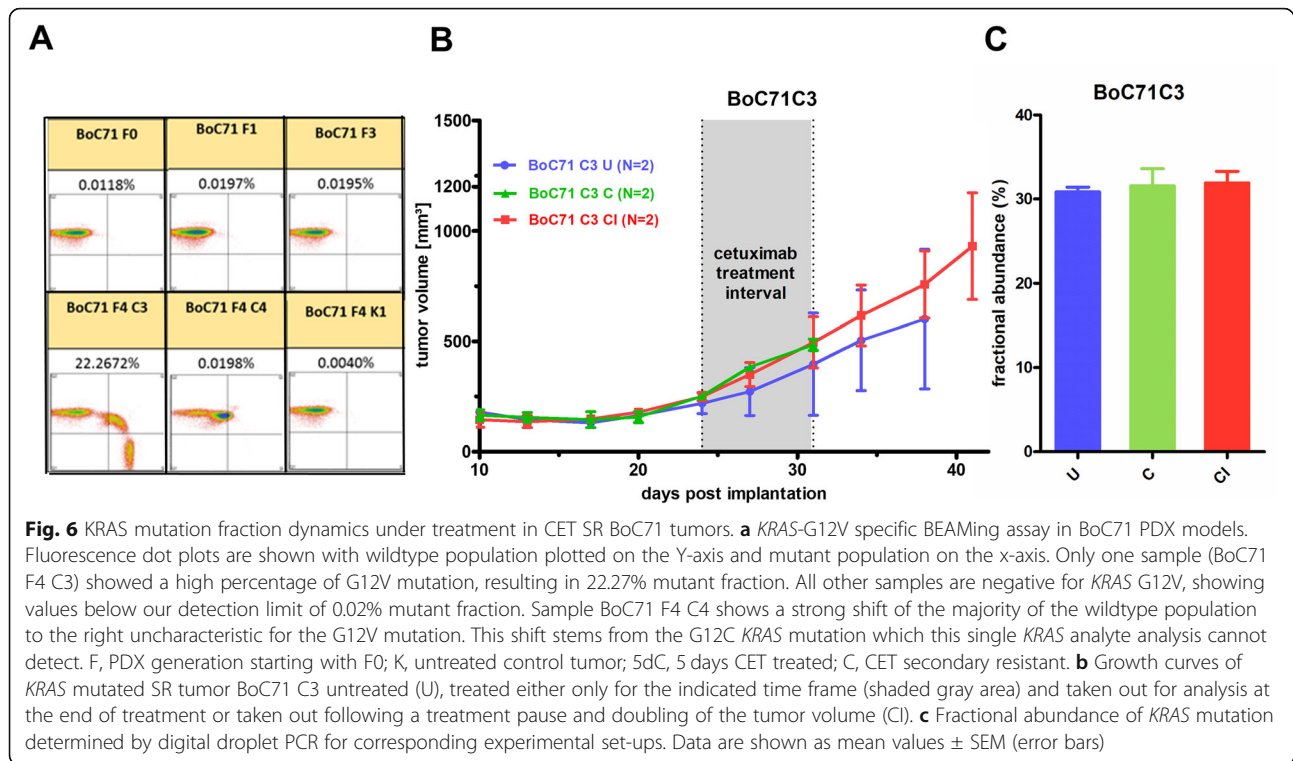 A
BoC71 F0
BoC71 F1
BoC71 F3
0.0118%
0.0197%
0.0195%
BoC71 F4 C3
BoC71 F4 C4
BoC71 F4 K1
22.2672%
0.0198%
0.0040%
B
BoC71C3
1500
1200
1000
500
0
tumor volume [mm³]
BoC71 C3 U (N=2)
BoC71 C3 C (N=2)
BoC71 C3 CI (N=2)
cetuximab
treatment
interval
10
20
30
40
days post implantation
C
BoC71C3
40
30
20
10
0
fractional abundance (%)
U
C
CI
Fig. 6 KRAS mutation fraction dynamics under treatment in CET SR BoC71 tumors. a KRAS-G12V specific BEAMing assay in BoC71 PDX models.
Fluorescence dot plots are shown with wildtype population plotted on the Y-axis and mutant population on the x-axis. Only one sample (BoC71
F4 C3) showed a high percentage of G12V mutation, resulting in 22.27% mutant fraction. All other samples are negative for KRAS G12V, showing
values below our detection limit of 0.02% mutant fraction. Sample BoC71 F4 C4 shows a strong shift of the majority of the wildtype population
to the right uncharacteristic for the G12V mutation. This shift stems from the G12C KRAS mutation which this single KRAS analyte analysis cannot
detect. F, PDX generation starting with F0; K, untreated control tumor; 5dC, 5 days CET treated; C, CET secondary resistant. b Growth curves of
KRAS mutated SR tumor BoC71 C3 untreated (U), treated either only for the indicated time frame (shaded gray area) and taken out for analysis at
the end of treatment or taken out following a treatment pause and doubling of the tumor volume (CI). c Fractional abundance of KRAS mutation
determined by digital droplet PCR for corresponding experimental set-ups. Data are shown as mean values ± SEM (error bars)